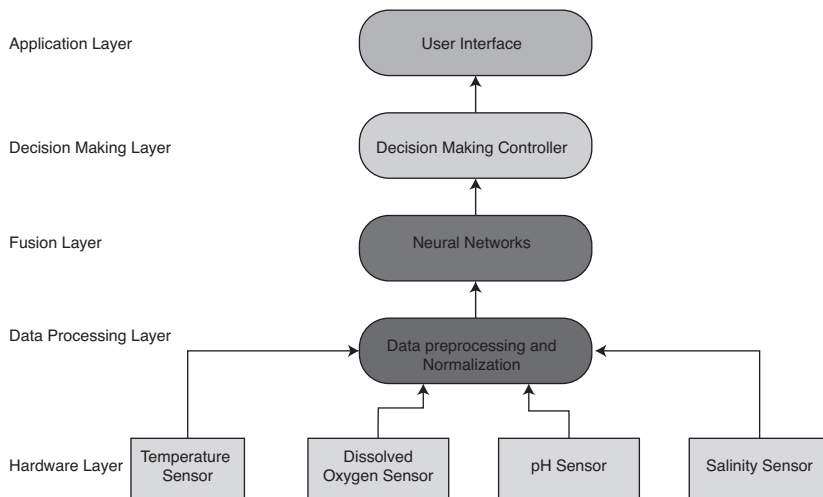 Application Layer
User Interface
Decision Making Layer
Decision Making Controller
Fusion Layer
Neural Networks
Data Processing Layer
Data preprocessing and
Normalization
Hardware Layer
Temperature
Sensor
Dissolved
Oxygen Sensor
pH Sensor
Salinity Sensor